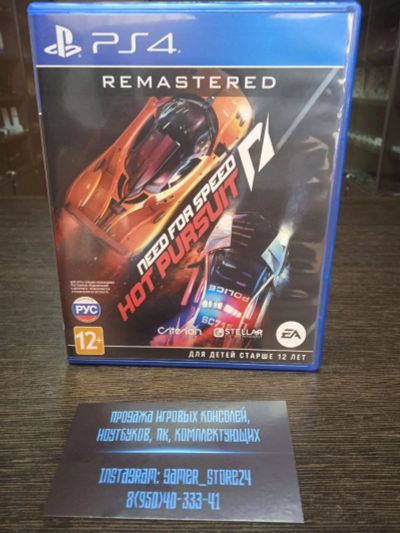 PS4
REMASTERED
NEED FOR SPEED
HOT PURSUIT
POLICE
РУС
12+
criterion
STELLAR
EA
ДЛЯ ДЕТЕЙ СТАРШЕ 12 ЛЕТ
ПРОДАЖА ИГРОВЫХ КОНСОЛЕЙ,
НОУТБУКОВ, ПК, КОМПЛЕКТУЮЩИХ
INSTAGRAM: GAMER_STORE24
8(950)40-333-41